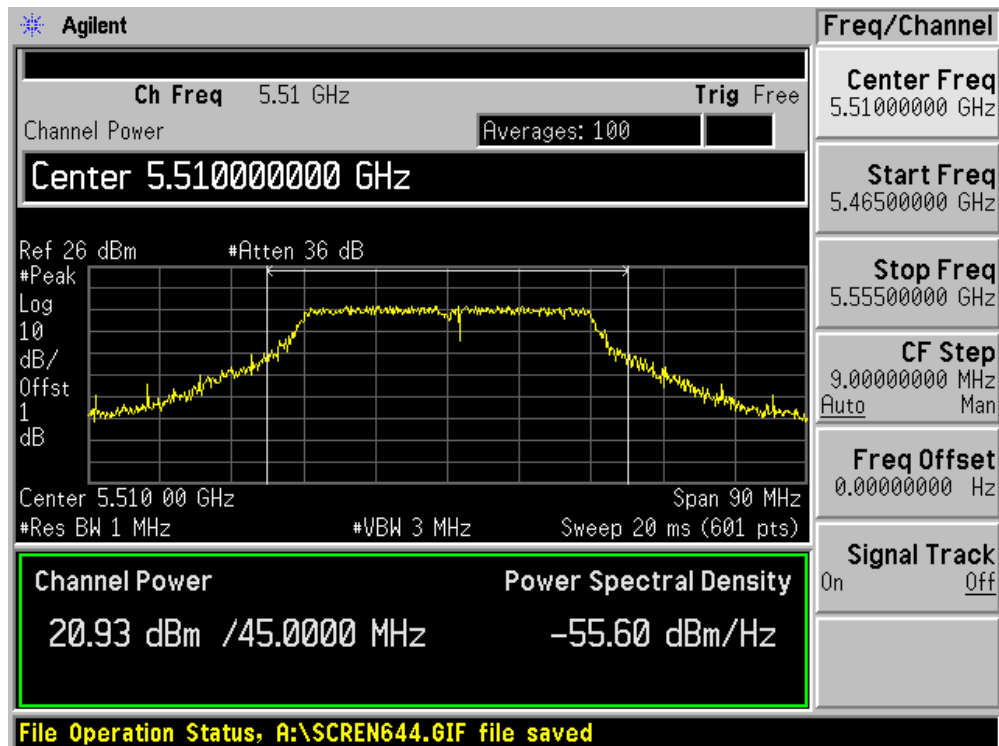 Agilent
Freq/Channel
Ch Freq 5.51 GHz Trig Free
Channel Power Averages: 100
Center 5.510000000 GHz
Ref 26 dBm #Atten 36 dB
#Peak
Log
10
dB/
Offst
1
dB
Center 5.510 00 GHz Span 90 MHz
#Res BW 1 MHz #VBW 3 MHz Sweep 20 ms (601 pts)
Channel Power Power Spectral Density
20.93 dBm /45.0000 MHz -55.60 dBm/Hz
Center Freq
5.51000000 GHz
Start Freq
5.46500000 GHz
Stop Freq
5.55500000 GHz
CF Step
9.00000000 MHz
Auto Man
Freq Offset
0.00000000 Hz
Signal Track
On Off
File Operation Status, A:\SCREN644.GIF file saved